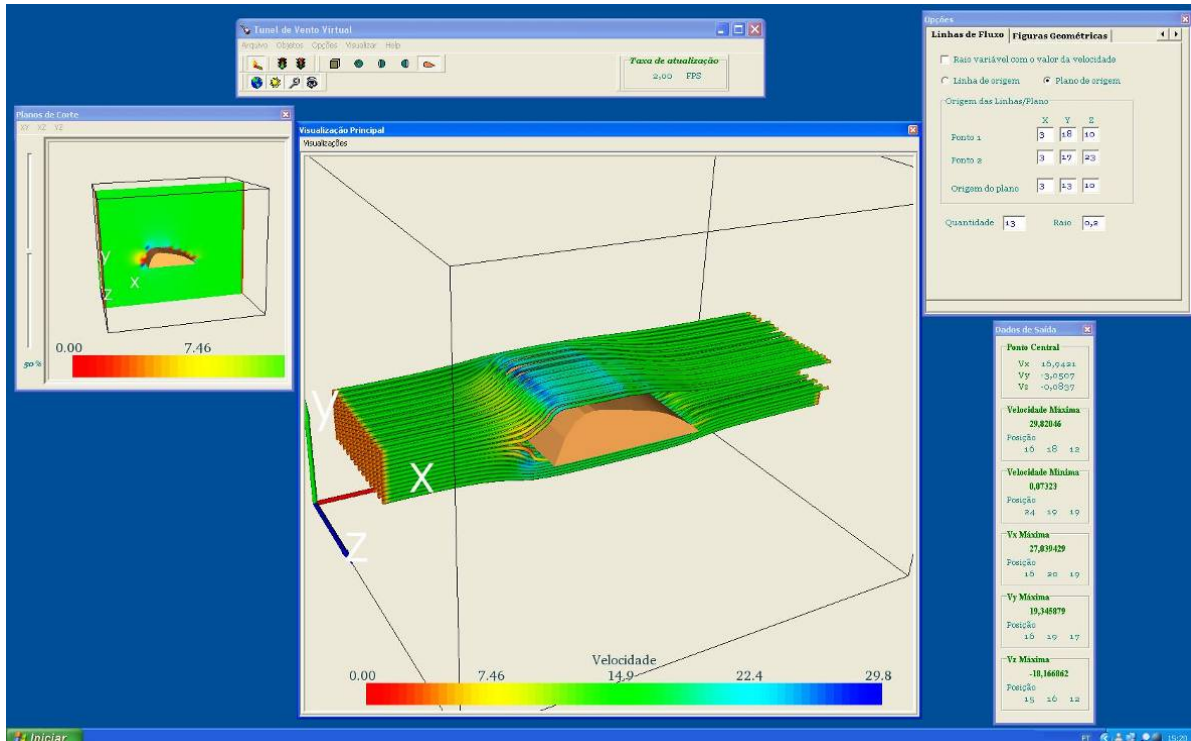 Tunel de Vento Virtual
Arquivo Objetos Opções Visualizar Help
Taxa de atualização
2,00 FPS
Planos de Corte
XY XZ YZ
y
X
Z
50%
0.00 7.46
Visualização Principal
Visualizações
y
X
Z
Velocidade
0.00 7.46 14.9 22.4 29.8
Opções
Linhas de Fluxo Figuras Geométricas
Raio variável com o valor da velocidade
Linha de origem Plano de origem
Origem das Linhas/Plano
X Y Z
Ponto 1 3 18 10
Ponto 2 3 17 23
Origem do plano 3 13 10
Quantidade 13 Raio 0,2
Dados de Saída
Ponto Central
Vx 16,9421
Vy -3,0507
Vz -0,0837
Velocidade Máxima
29,82046
Posição
16 18 12
Velocidade Mínima
0,07323
Posição
24 19 19
Vx Máxima
27,839429
Posição
16 20 19
Vy Máxima
19,345879
Posição
16 19 17
Vz Máxima
-18,166062
Posição
15 16 12
Iniciar
PT
15:20